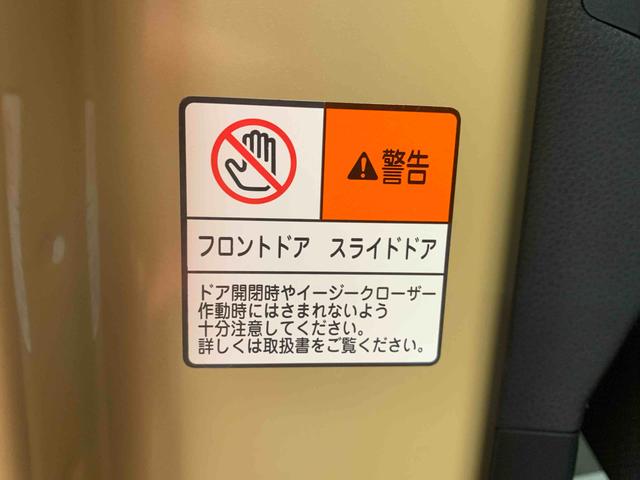 警告
フロントドア　スライドドア
ドア開閉時やイージークローザー
作動時にはさまれないよう
十分注意してください。
詳しくは取扱書をご覧ください。